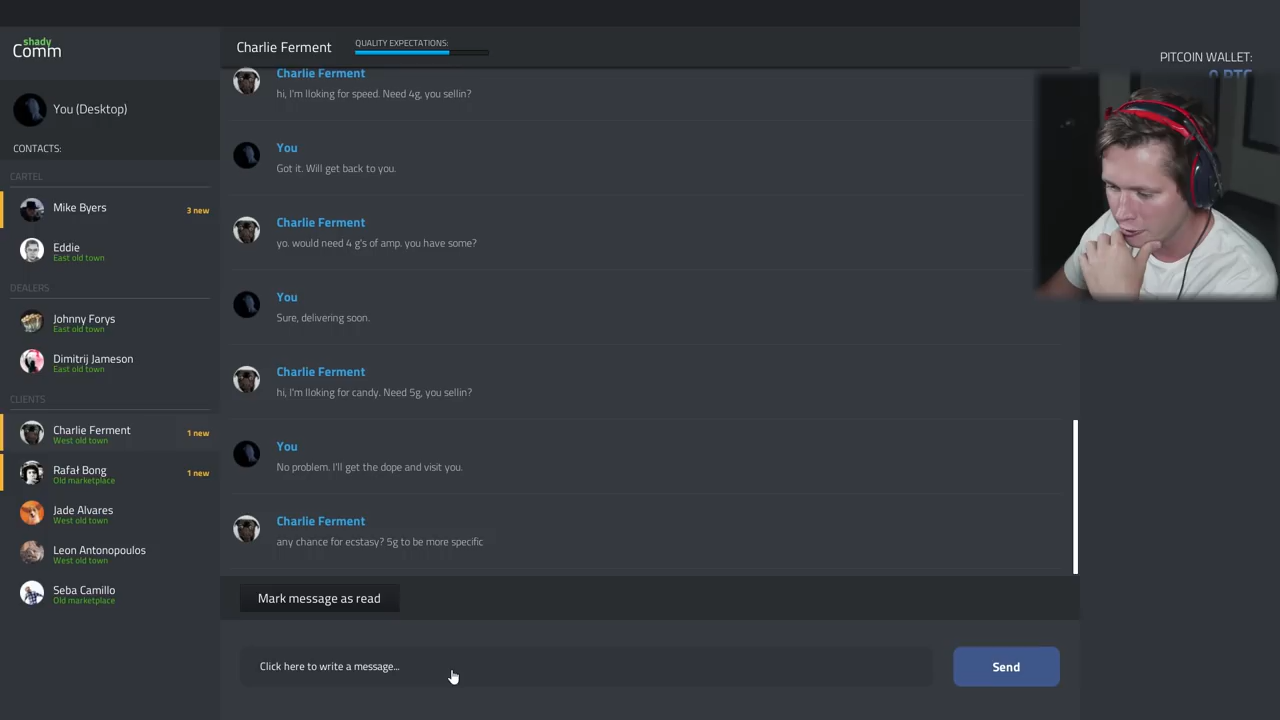 shady
Comm
You (Desktop)
CONTACTS:
CARTEL
Mike Byers
3 new
Eddie
East old town
DEALERS
Johnny Forys
East old town
Dimitrij Jameson
East old town
CLIENTS
Charlie Ferment
West old town
1 new
Rafał Bong
Old marketplace
1 new
Jade Alvares
West old town
Leon Antonopoulos
West old town
Seba Camillo
Old marketplace
Charlie Ferment
QUALITY EXPECTATIONS:
Charlie Ferment
hi, I'm lloking for speed. Need 4g, you sellin?
You
Got it. Will get back to you.
Charlie Ferment
yo. would need 4 g's of amp. you have some?
You
Sure, delivering soon.
Charlie Ferment
hi, I'm lloking for candy. Need 5g, you sellin?
You
No problem. I'll get the dope and visit you.
Charlie Ferment
any chance for ecstasy? 5g to be more specific
Mark message as read
Click here to write a message...
Send
PITCOIN WALLET: